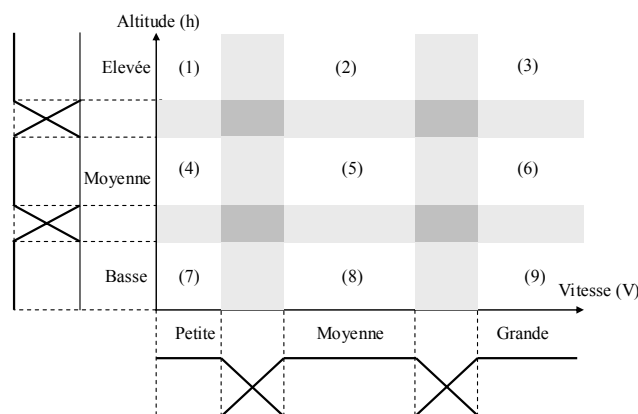 Altitude (h)
Elevée
(1)
(2)
(3)
Moyenne
(4)
(5)
(6)
Basse
(7)
(8)
(9)
Vitesse (V)
Petite
Moyenne
Grande